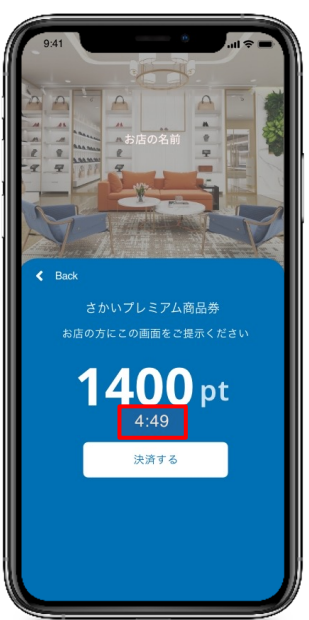 9:41
お店の名前
Back
さかいプレミアム商品券
お店の方にこの画面をご提示ください
1400 pt
4:49
決済する